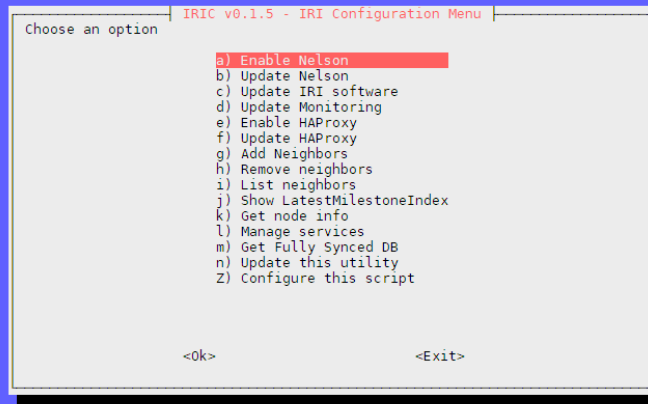 IRIC v0.1.5 - IRI Configuration Menu
Choose an option
a) Enable Nelson
b) Update Nelson
c) Update IRI software
d) Update Monitoring
e) Enable HAProxy
f) Update HAProxy
g) Add Neighbors
h) Remove neighbors
i) List neighbors
j) Show LatestMilestoneIndex
k) Get node info
l) Manage services
m) Get Fully Synced DB
n) Update this utility
Z) Configure this script
<Ok> <Exit>